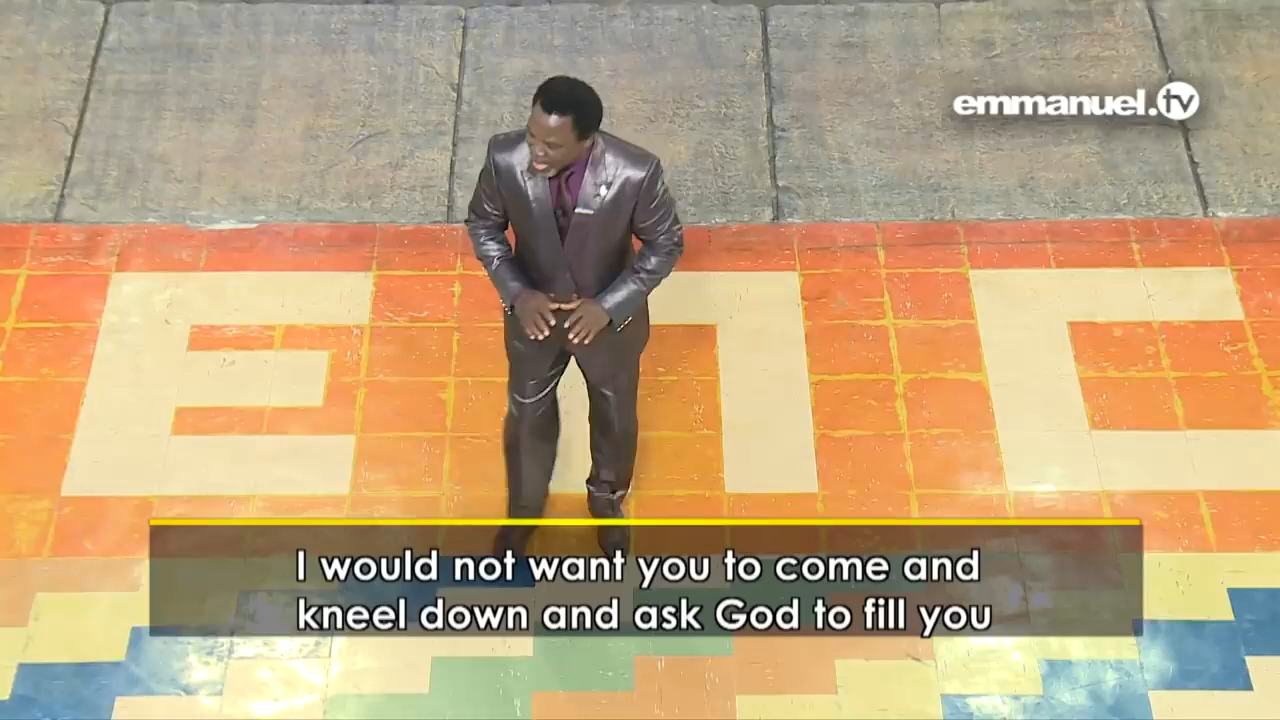 emmanuel.tv
I would not want you to come and
kneel down and ask God to fill you